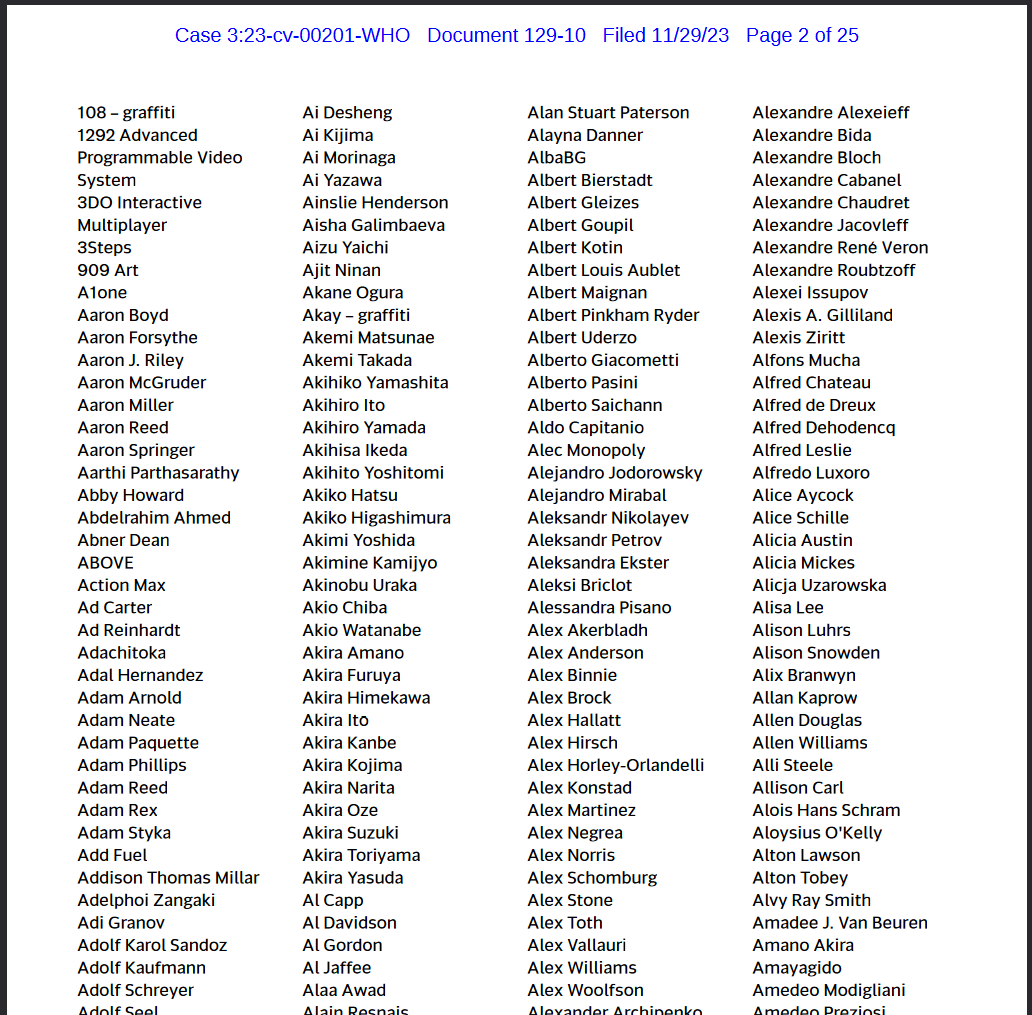 Case 3:23-cv-00201-WHO Document 129-10 Filed 11/29/23 Page 2 of 25
108 – graffiti
1292 Advanced
Programmable Video
System
3DO Interactive
Multiplayer
3Steps
909 Art
A1one
Aaron Boyd
Aaron Forsythe
Aaron J. Riley
Aaron McGruder
Aaron Miller
Aaron Reed
Aaron Springer
Aarthi Parthasarathy
Abby Howard
Abdelrahim Ahmed
Abner Dean
ABOVE
Action Max
Ad Carter
Ad Reinhardt
Adachitoka
Adal Hernandez
Adam Arnold
Adam Neate
Adam Paquette
Adam Phillips
Adam Reed
Adam Rex
Adam Styka
Add Fuel
Addison Thomas Millar
Adelphoi Zangaki
Adi Granov
Adolf Karol Sandoz
Adolf Kaufmann
Adolf Schreyer
Adolf Seel
Ai Desheng
Ai Kijima
Ai Morinaga
Ai Yazawa
Ainslie Henderson
Aisha Galimbaeva
Aizu Yaichi
Ajit Ninan
Akane Ogura
Akay – graffiti
Akemi Matsunae
Akemi Takada
Akihiko Yamashita
Akihiro Ito
Akihiro Yamada
Akihisa Ikeda
Akihito Yoshitomi
Akiko Hatsu
Akiko Higashimura
Akimi Yoshida
Akimine Kamijyo
Akinobu Uraka
Akio Chiba
Akio Watanabe
Akira Amano
Akira Furuya
Akira Himekawa
Akira Itō
Akira Kanbe
Akira Kojima
Akira Narita
Akira Oze
Akira Suzuki
Akira Toriyama
Akira Yasuda
Al Capp
Al Davidson
Al Gordon
Al Jaffee
Alaa Awad
Alain Resnais
Alan Stuart Paterson
Alayna Danner
AlbaBG
Albert Bierstadt
Albert Gleizes
Albert Goupil
Albert Kotin
Albert Louis Aublet
Albert Maignan
Albert Pinkham Ryder
Albert Uderzo
Alberto Giacometti
Alberto Pasini
Alberto Saichann
Aldo Capitanio
Alec Monopoly
Alejandro Jodorowsky
Alejandro Mirabal
Aleksandr Nikolayev
Aleksandr Petrov
Aleksandra Ekster
Aleksi Briclot
Alessandra Pisano
Alex Akerbladh
Alex Anderson
Alex Binnie
Alex Brock
Alex Hallatt
Alex Hirsch
Alex Horley-Orlandelli
Alex Konstad
Alex Martinez
Alex Negrea
Alex Norris
Alex Schomburg
Alex Stone
Alex Toth
Alex Vallauri
Alex Williams
Alex Woolfson
Alexander Archipenko
Alexandre Alexeieff
Alexandre Bida
Alexandre Bloch
Alexandre Cabanel
Alexandre Chaudret
Alexandre Jacovleff
Alexandre René Veron
Alexandre Roubtzoff
Alexei Issupov
Alexis A. Gilliland
Alexis Ziritt
Alfons Mucha
Alfred Chateau
Alfred de Dreux
Alfred Dehodencq
Alfred Leslie
Alfredo Luxoro
Alice Aycock
Alice Schille
Alicia Austin
Alicia Mickes
Alicja Uzarowska
Alisa Lee
Alison Luhrs
Alison Snowden
Alix Branwyn
Allan Kaprow
Allen Douglas
Allen Williams
Alli Steele
Allison Carl
Alois Hans Schram
Aloysius O'Kelly
Alton Lawson
Alton Tobey
Alvy Ray Smith
Amadee J. Van Beuren
Amano Akira
Amayagido
Amedeo Modigliani
Amedeo Preziosi